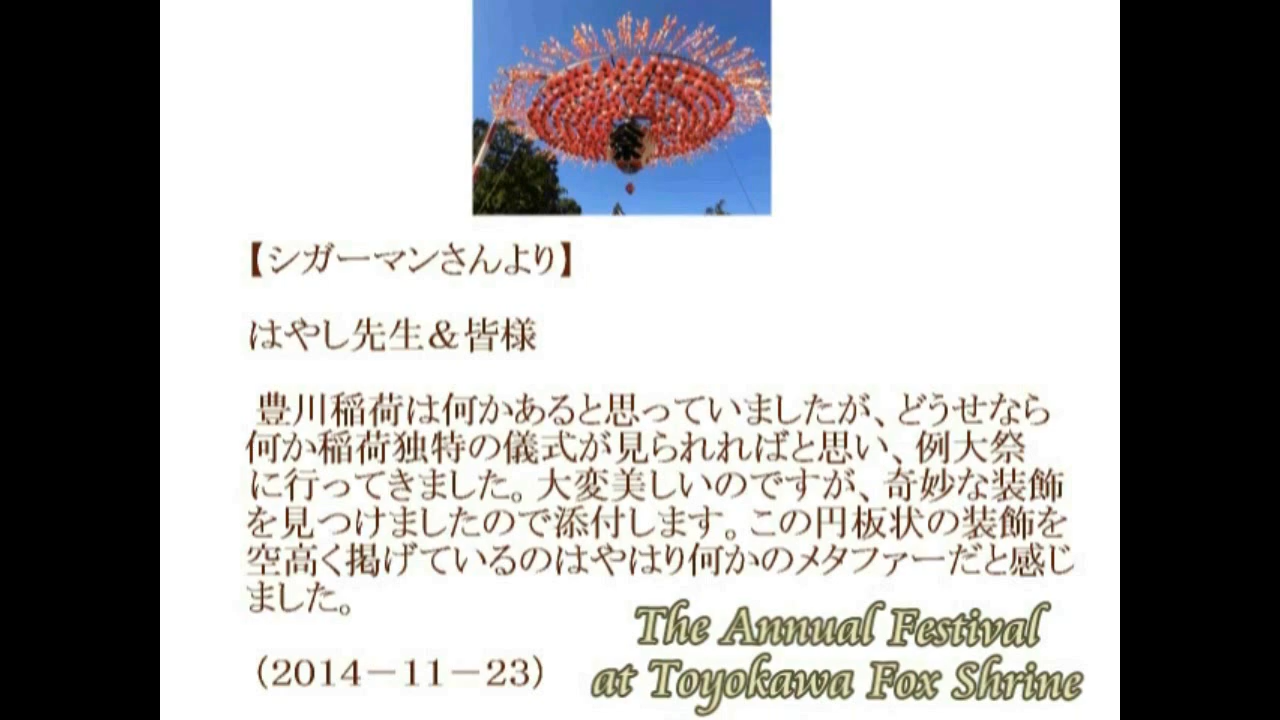 【シガーマンさんより】
はやし先生＆皆様
豊川稲荷は何かあると思っていましたが、どうせなら
何か稲荷独特の儀式が見られればと思い、例大祭
に行ってきました。大変美しいのですが、奇妙な装飾
を見つけましたので添付します。この円板状の装飾を
空高く掲げているのはやはり何かのメタファーだと感じ
ました。
（2014－11－23）
The Annual Festival
at Toyokawa Fox Shrine